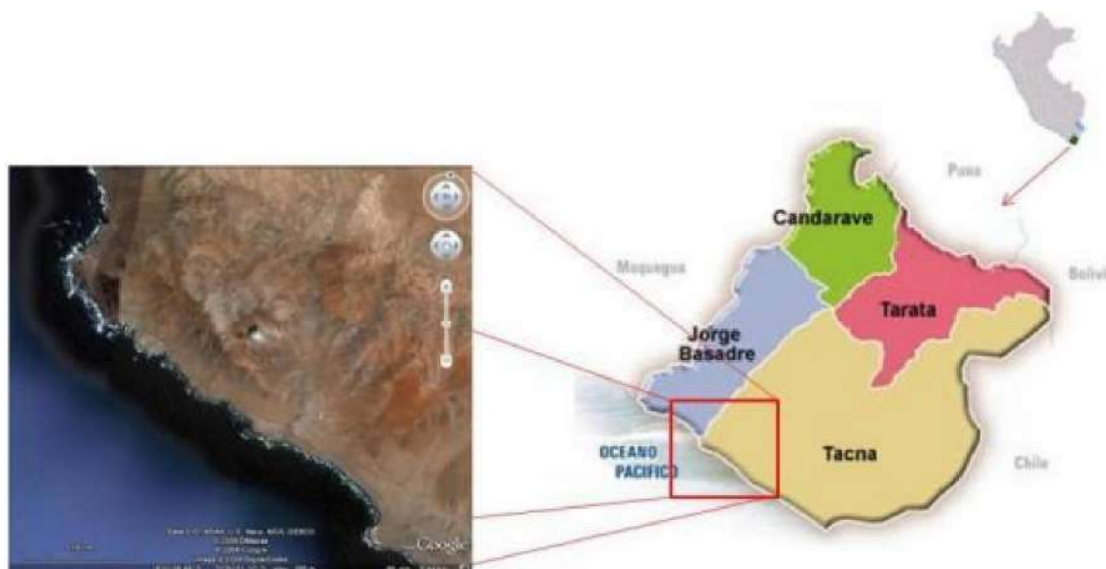 Puno
Candarave
Moquegua
Bolivi
Tarata
Jorge
Basadre
OCEANO
PACIFICO
Tacna
Chile
Google